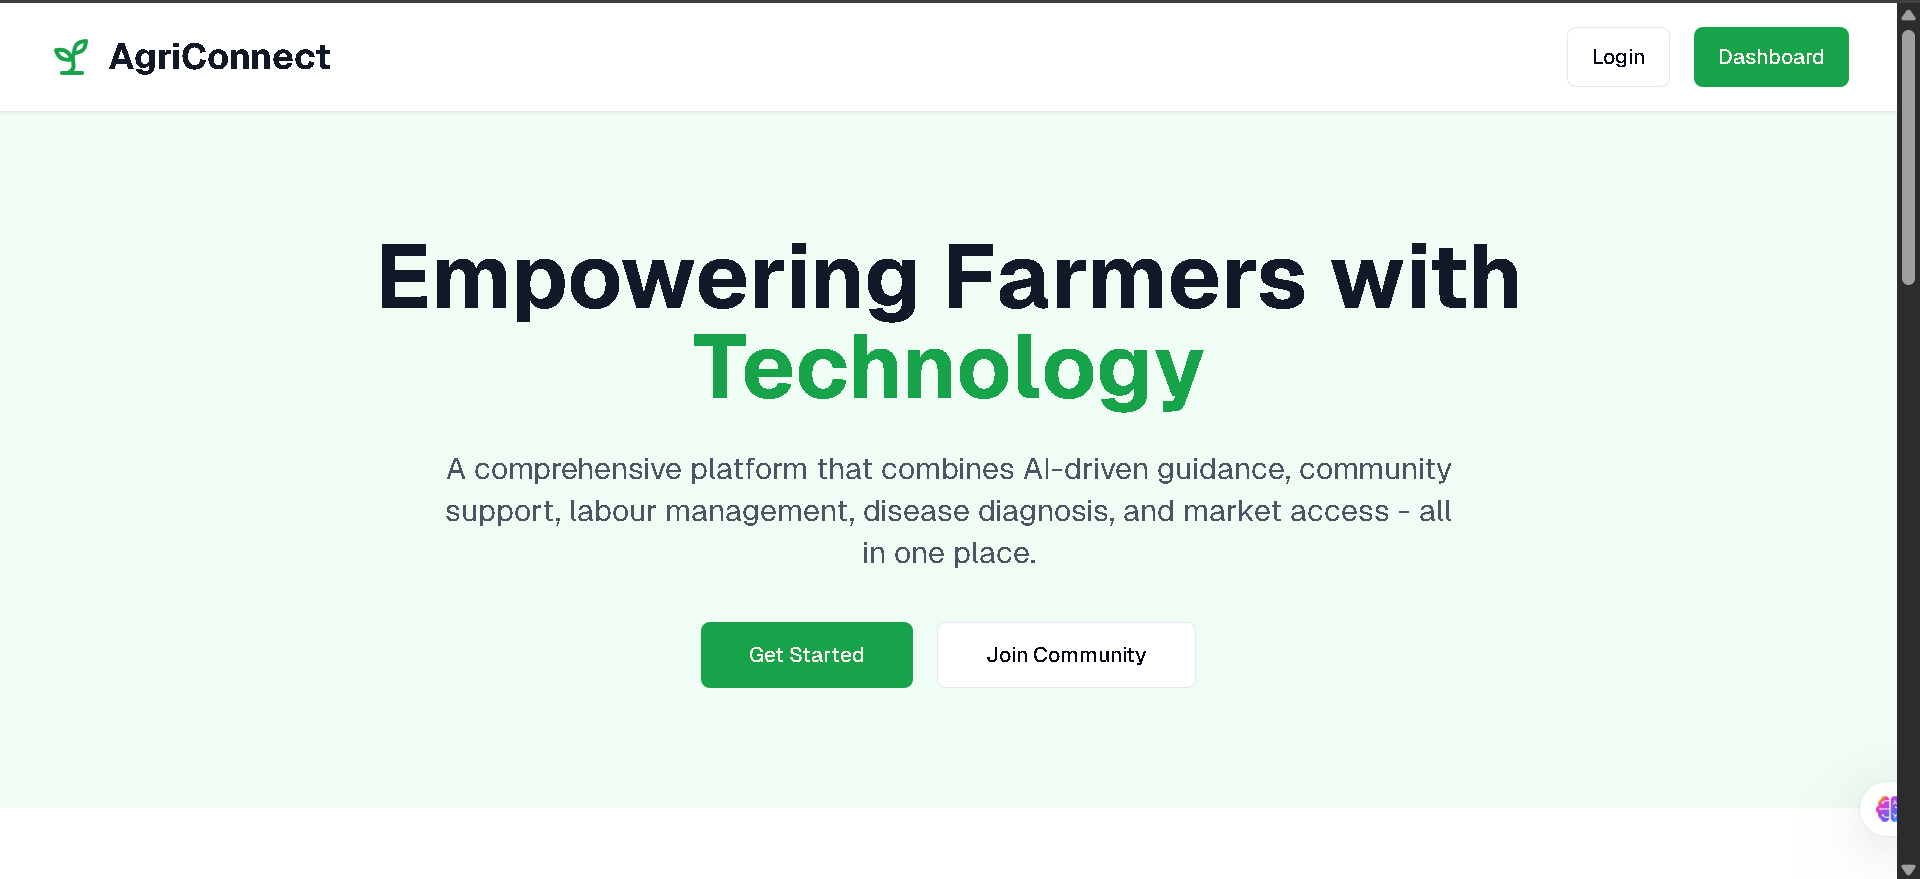 AgriConnect
Login
Dashboard
Empowering Farmers with
Technology
A comprehensive platform that combines AI-driven guidance, community
support, labour management, disease diagnosis, and market access - all
in one place.
Get Started
Join Community